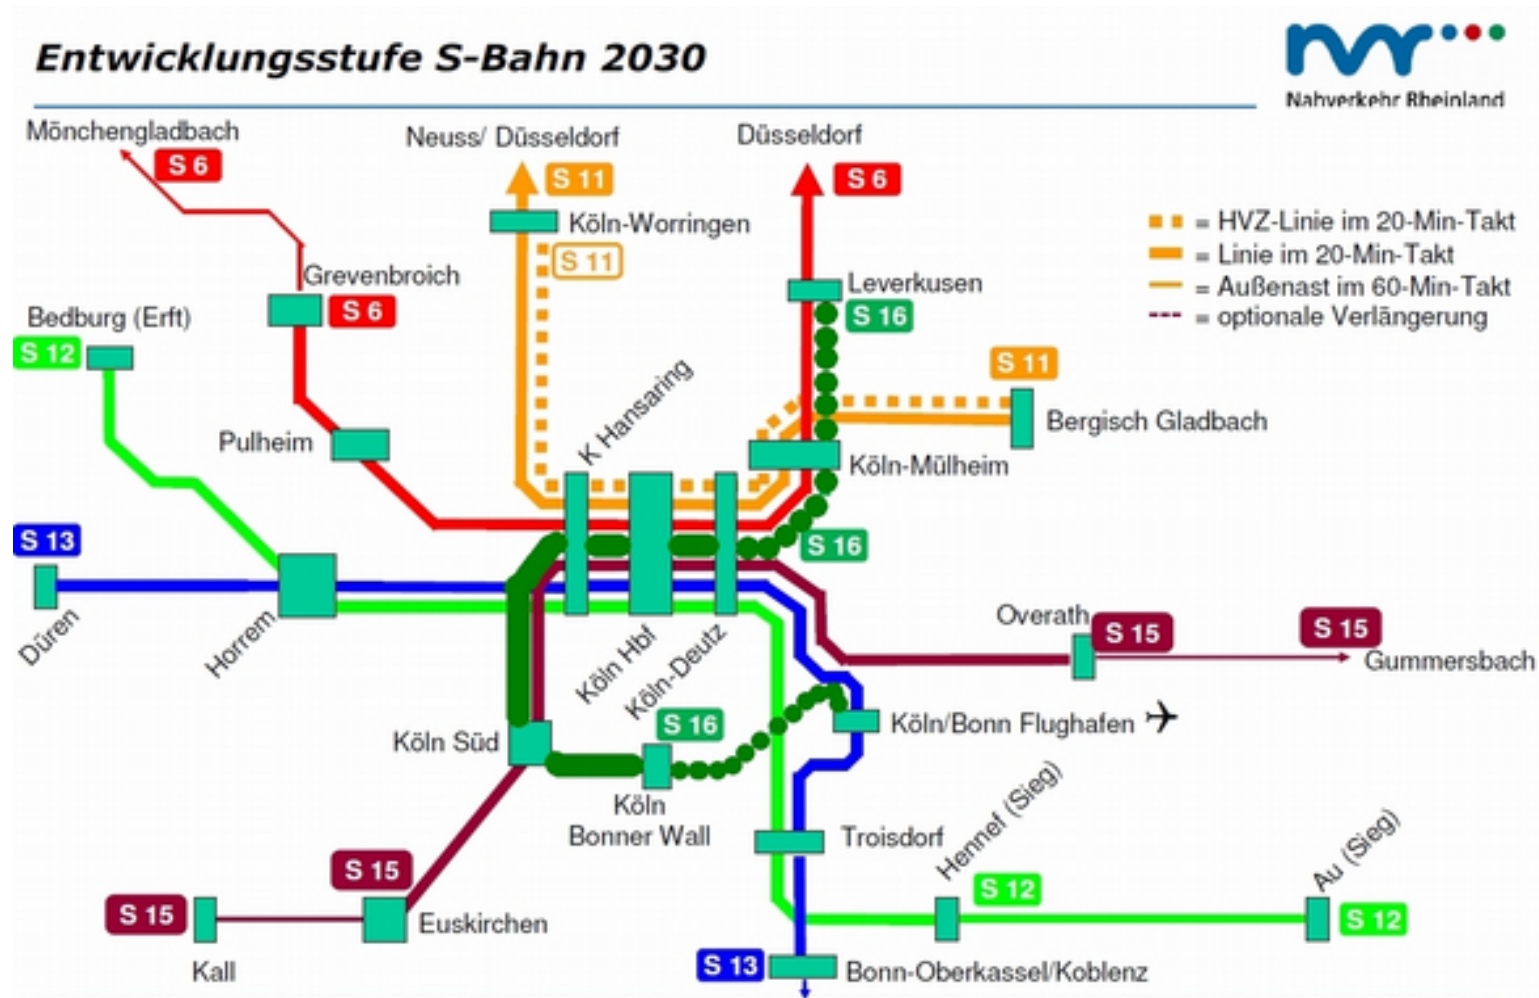 Entwicklungsstufe S-Bahn 2030
nvr
Nahverkehr Rheinland
Mönchengladbach
S 6
Neuss/ Düsseldorf
S 11
Düsseldorf
S 6
Köln-Worringen
S 11
= HVZ-Linie im 20-Min-Takt
= Linie im 20-Min-Takt
= Außenast im 60-Min-Takt
= optionale Verlängerung
Grevenbroich
S 6
Leverkusen
S 16
Bedburg (Erft)
S 12
S 11
Bergisch Gladbach
K Hansaring
Pulheim
Köln-Mülheim
S 13
S 16
Düren
Horrem
Köln Hbf
Köln-Deutz
Overath
S 15
S 15
Gummersbach
Köln Süd
S 16
Köln/Bonn Flughafen
Köln
Bonner Wall
Troisdorf
Hennef (Sieg)
Au (Sieg)
S 15
S 12
S 15
Euskirchen
S 12
Kall
S 13
Bonn-Oberkassel/Koblenz